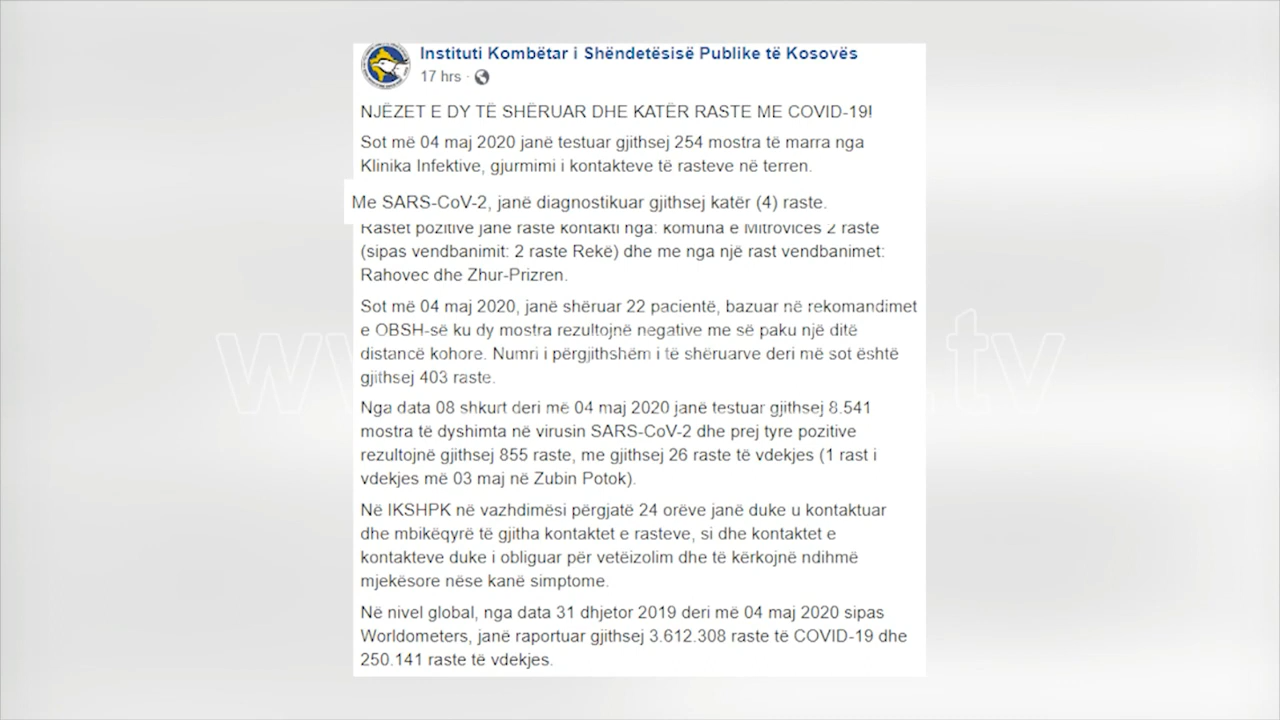 Instituti Kombëtar i Shëndetësisë Publike të Kosovës
17 hrs ·
NJËZET E DY TË SHËRUAR DHE KATËR RASTE ME COVID-19!
Sot më 04 maj 2020 janë testuar gjithsej 254 mostra të marra nga
Klinika Infektive, gjurmimi i kontakteve të rasteve në terren.
Me SARS-CoV-2, janë diagnostikuar gjithsej katër (4) raste.
Rastet pozitive janë raste kontakti nga: komuna e Mitrovicës 2 raste
(sipas vendbanimit: 2 raste Rekë) dhe me nga një rast vendbanimet:
Rahovec dhe Zhur-Prizren.
Sot më 04 maj 2020, janë shëruar 22 pacientë, bazuar në rekomandimet
e OBSH-së ku dy mostra rezultojnë negative me së paku një ditë
distancë kohore. Numri i përgjithshëm i të shëruarve deri më sot është
gjithsej 403 raste.
Nga data 08 shkurt deri më 04 maj 2020 janë testuar gjithsej 8.541
mostra të dyshimta në virusin SARS-CoV-2 dhe prej tyre pozitive
rezultojnë gjithsej 855 raste, me gjithsej 26 raste të vdekjes (1 rast i
vdekjes më 03 maj në Zubin Potok).
Në IKSHPK në vazhdimësi përgjatë 24 orëve janë duke u kontaktuar
dhe mbikëqyrë të gjitha kontaktet e rasteve, si dhe kontaktet e
kontakteve duke i obliguar për vetëizolim dhe të kërkojnë ndihmë
mjekësore nëse kanë simptome.
Në nivel global, nga data 31 dhjetor 2019 deri më 04 maj 2020 sipas
Worldometers, janë raportuar gjithsej 3.612.308 raste të COVID-19 dhe
250.141 raste të vdekjes.